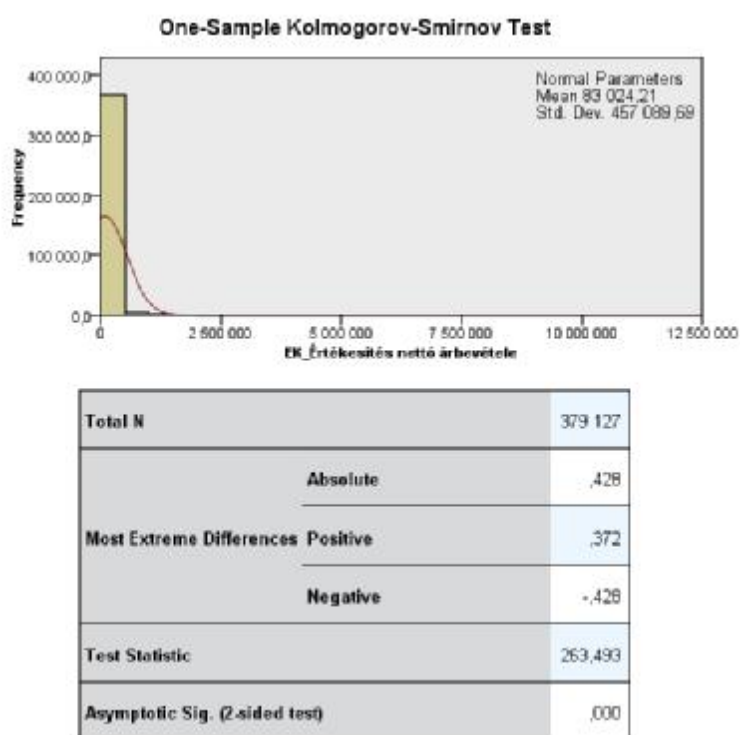 One-Sample Kolmogorov-Smirnov Test
400 000,0
300 000,0
200 000,0
100 000,0
0,0
Frequency
Normal Parameters
Mean 83 024,21
Std. Dev. 457 089,69
0
2 500 000
5 000 000
7 500 000
10 000 000
12 500 000
EK_Értékesítés nettó árbevétele
Total N 379 127
Most Extreme Differences
Absolute ,428
Positive ,372
Negative -,428
Test Statistic 263,493
Asymptotic Sig. (2-sided test) ,000